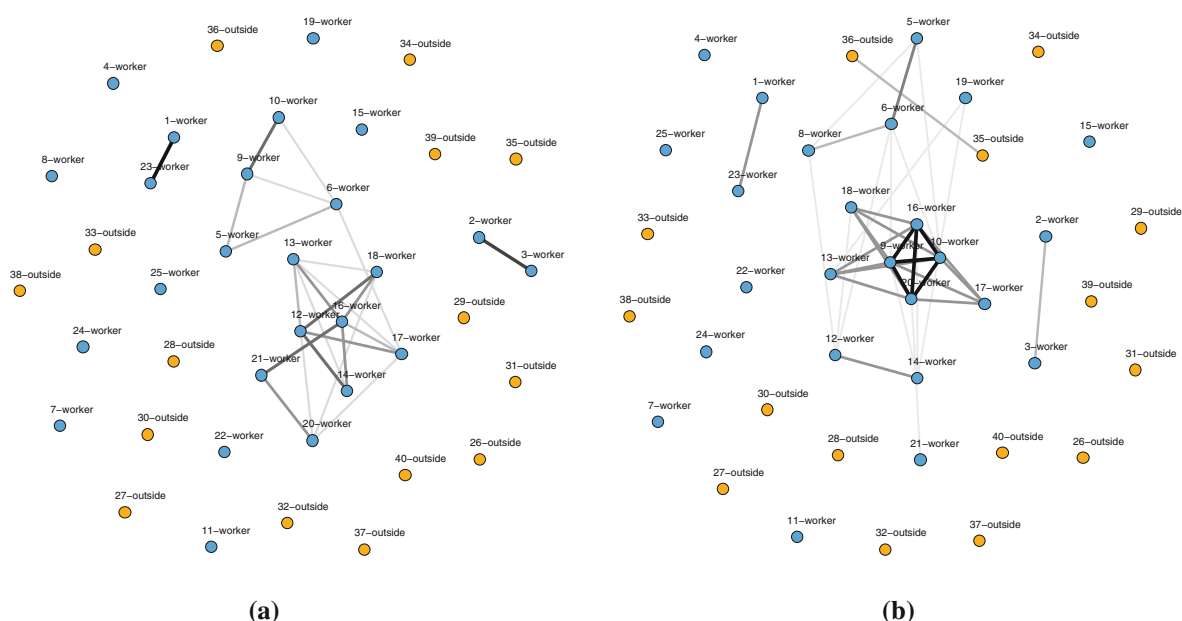 36-outside
19-worker
34-outside
4-worker
10-worker
1-worker
15-worker
39-outside
35-outside
8-worker
23-worker
9-worker
6-worker
2-worker
5-worker
33-outside
13-worker
18-worker
3-worker
38-outside
25-worker
29-outside
16-worker
12-worker
24-worker
28-outside
21-worker
17-worker
14-worker
31-outside
7-worker
30-outside
22-worker
20-worker
26-outside
40-outside
27-outside
32-outside
11-worker
37-outside
(a)
5-worker
36-outside
34-outside
4-worker
1-worker
19-worker
6-worker
25-worker
8-worker
35-outside
15-worker
23-worker
18-worker
16-worker
2-worker
29-outside
33-outside
9-worker
10-worker
13-worker
22-worker
20-worker
17-worker
39-outside
38-outside
24-worker
12-worker
14-worker
3-worker
31-outside
7-worker
30-outside
28-outside
21-worker
40-outside
26-outside
27-outside
11-worker
32-outside
37-outside
(b)